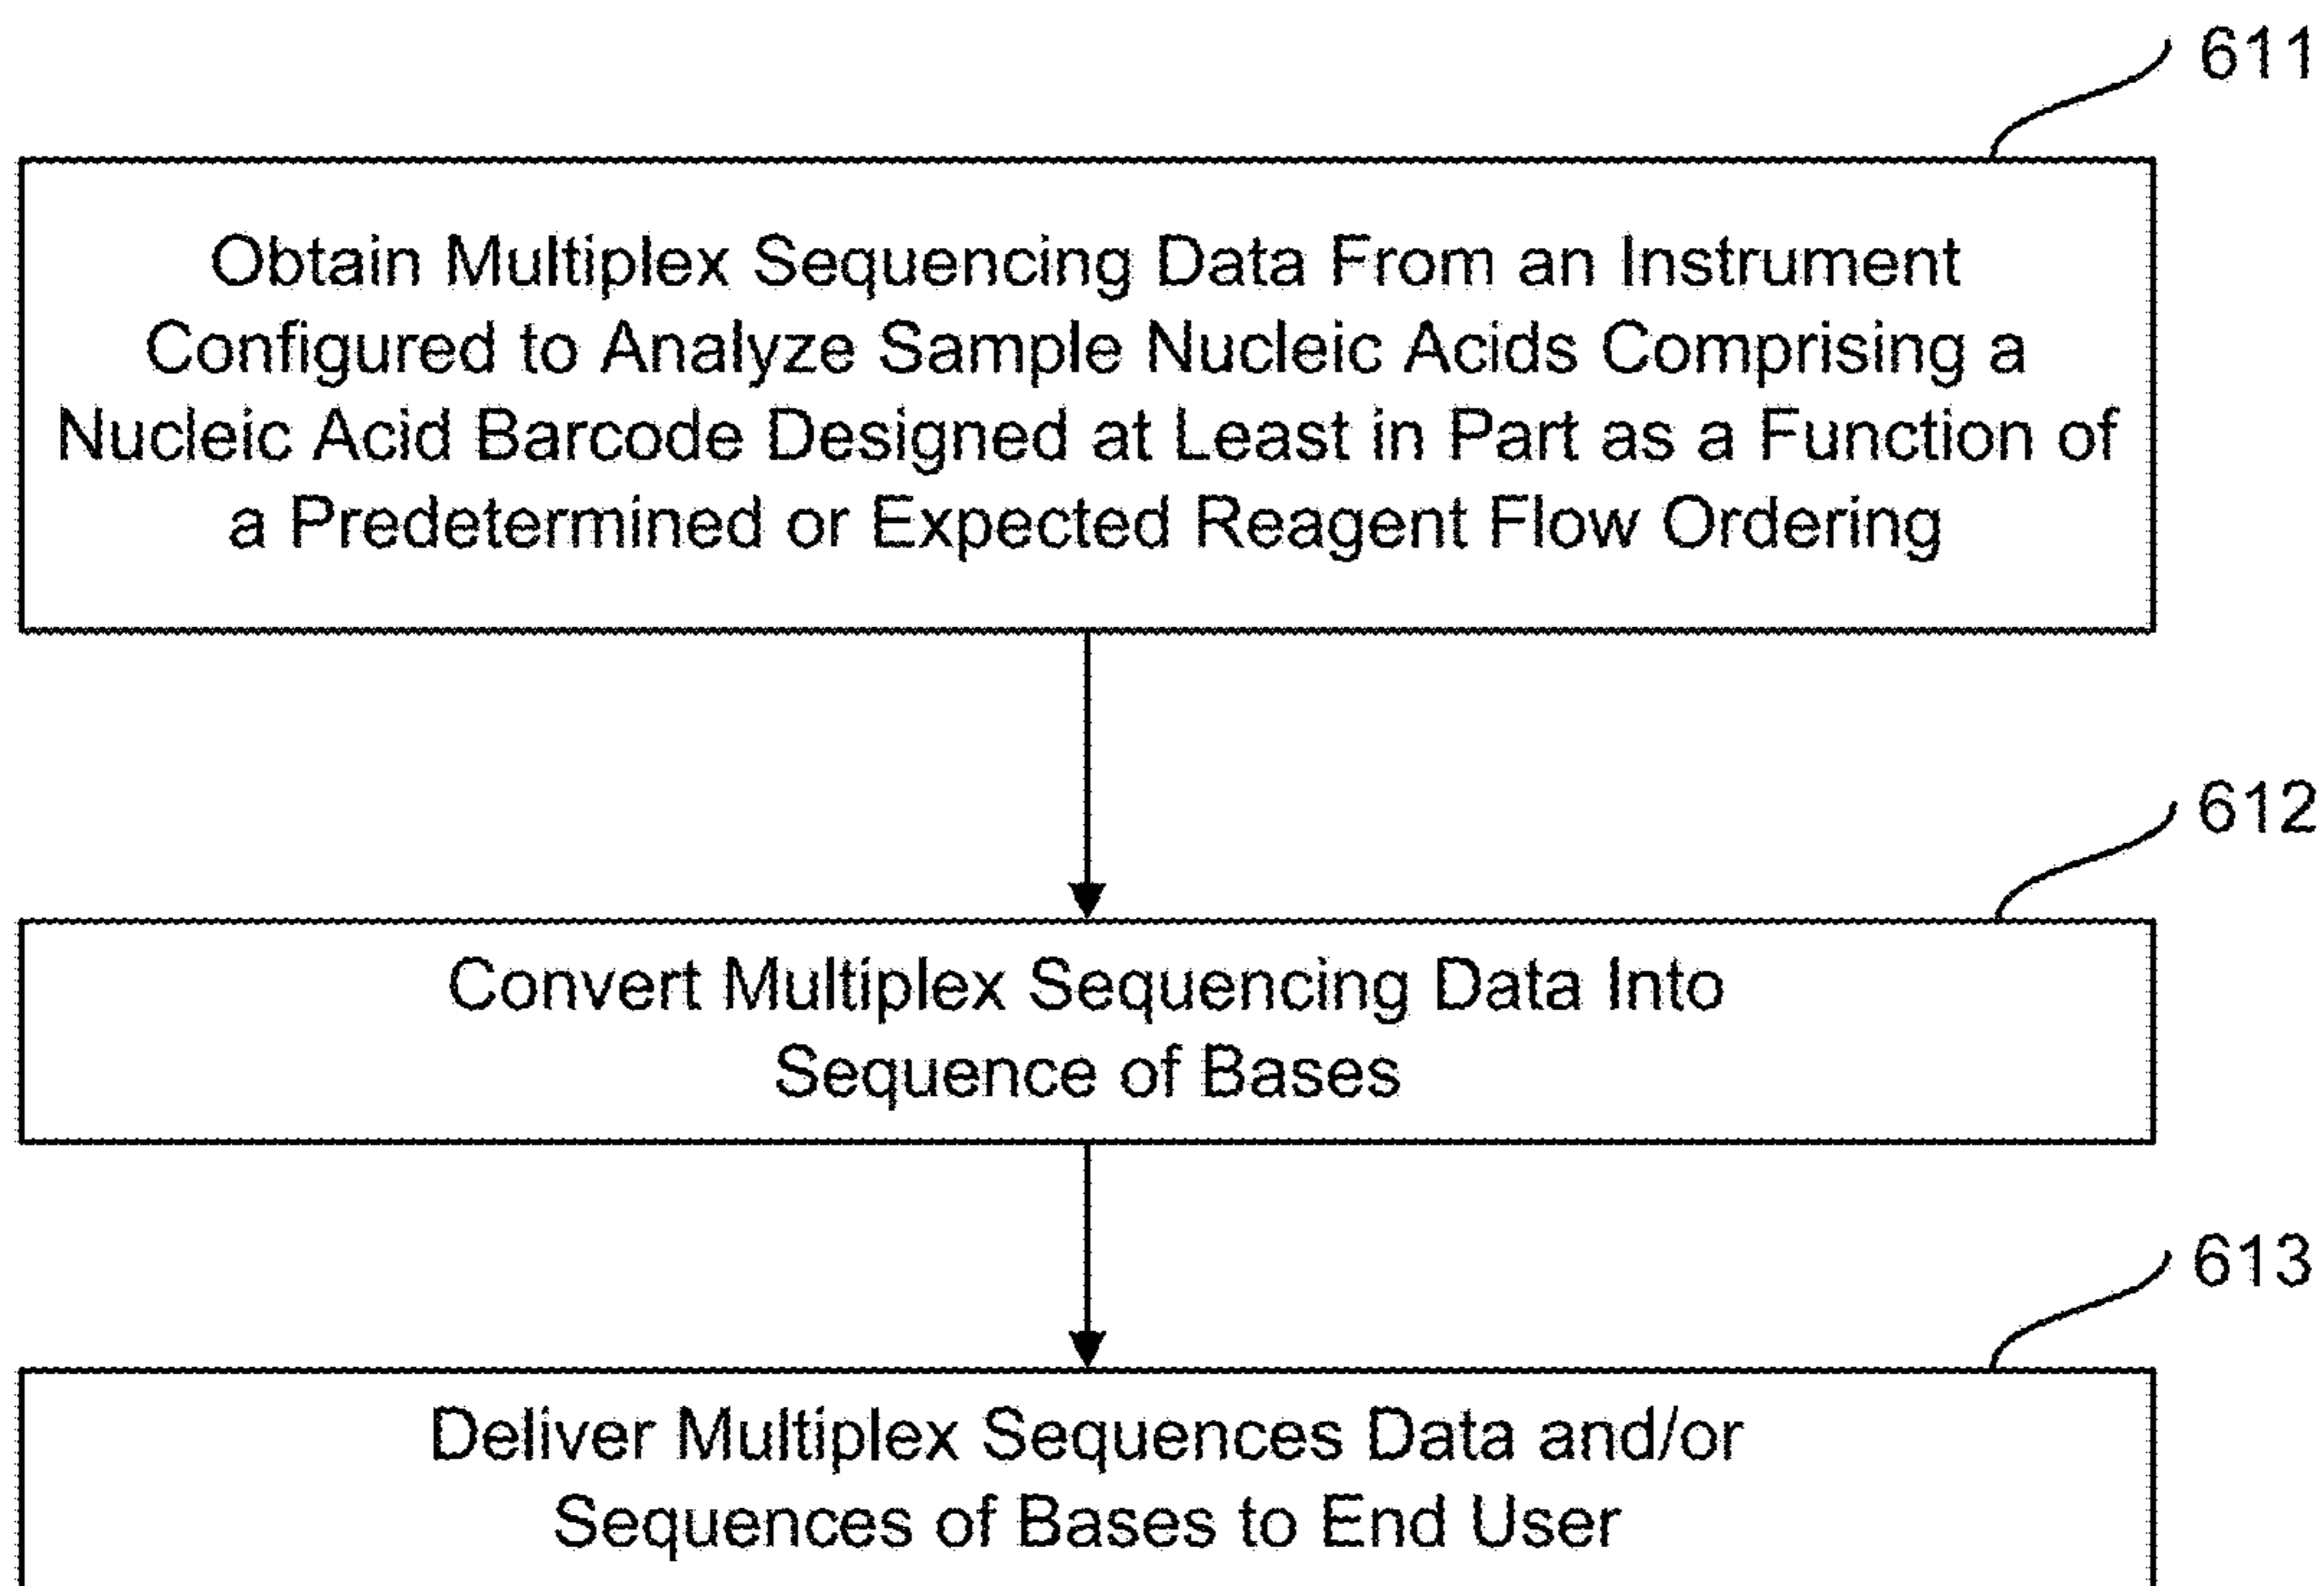 611
Obtain Multiplex Sequencing Data From an Instrument
Configured to Analyze Sample Nucleic Acids Comprising a
Nucleic Acid Barcode Designed at Least in Part as a Function of
a Predetermined or Expected Reagent Flow Ordering
612
Convert Multiplex Sequencing Data Into
Sequence of Bases
613
Deliver Multiplex Sequences Data and/or
Sequences of Bases to End User